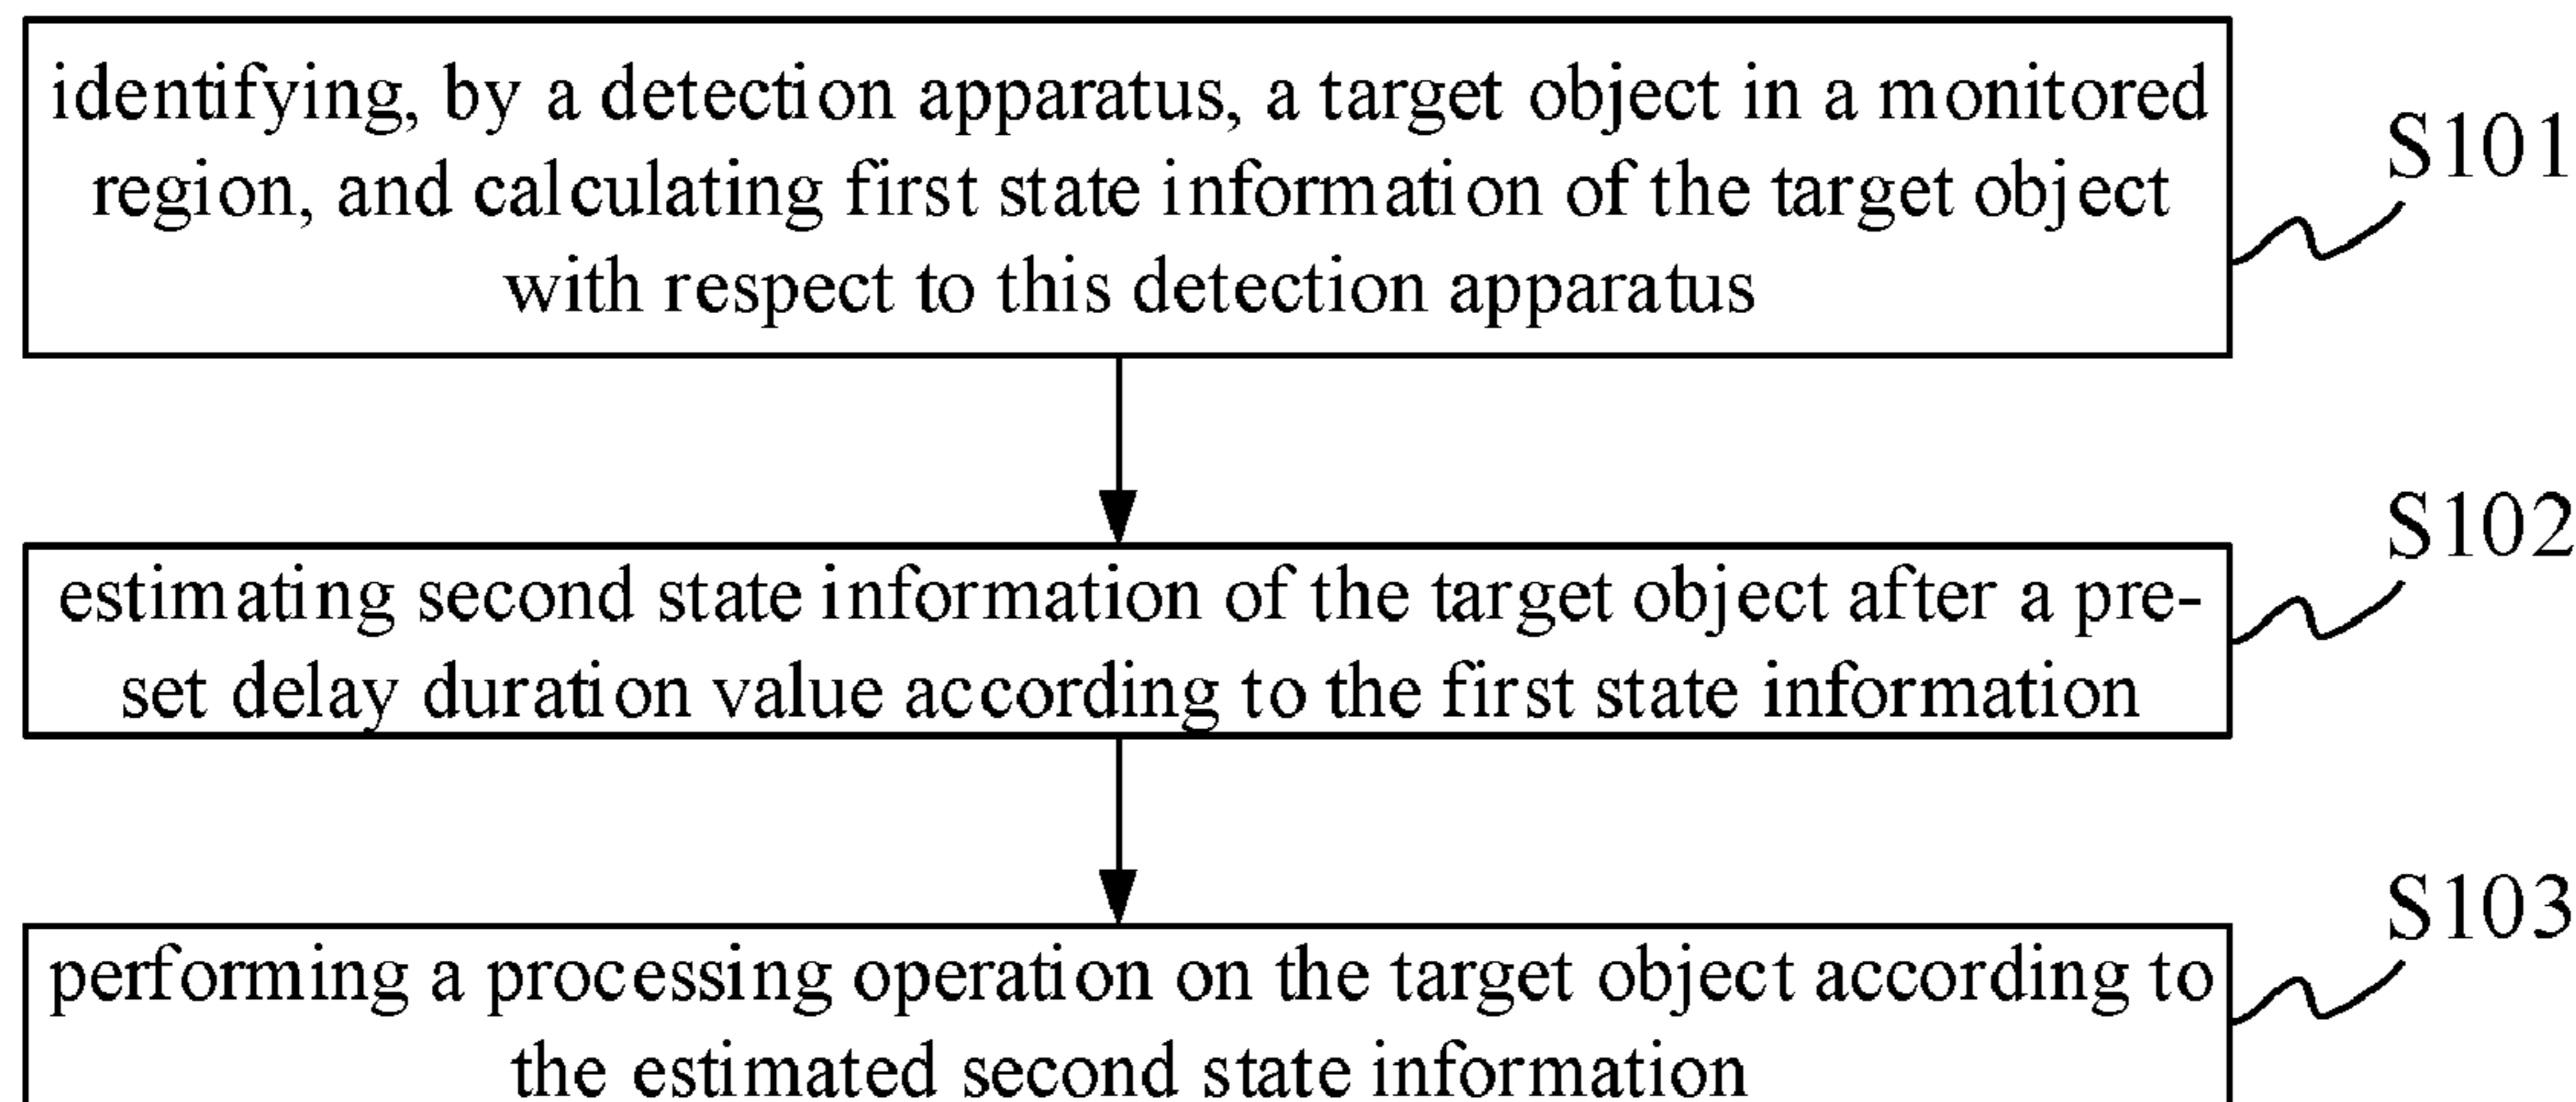 identifying, by a detection apparatus, a target object in a monitored
region, and calculating first state information of the target object
with respect to this detection apparatus
S101
estimating second state information of the target object after a pre-
set delay duration value according to the first state information
S102
performing a processing operation on the target object according to
the estimated second state information
S103